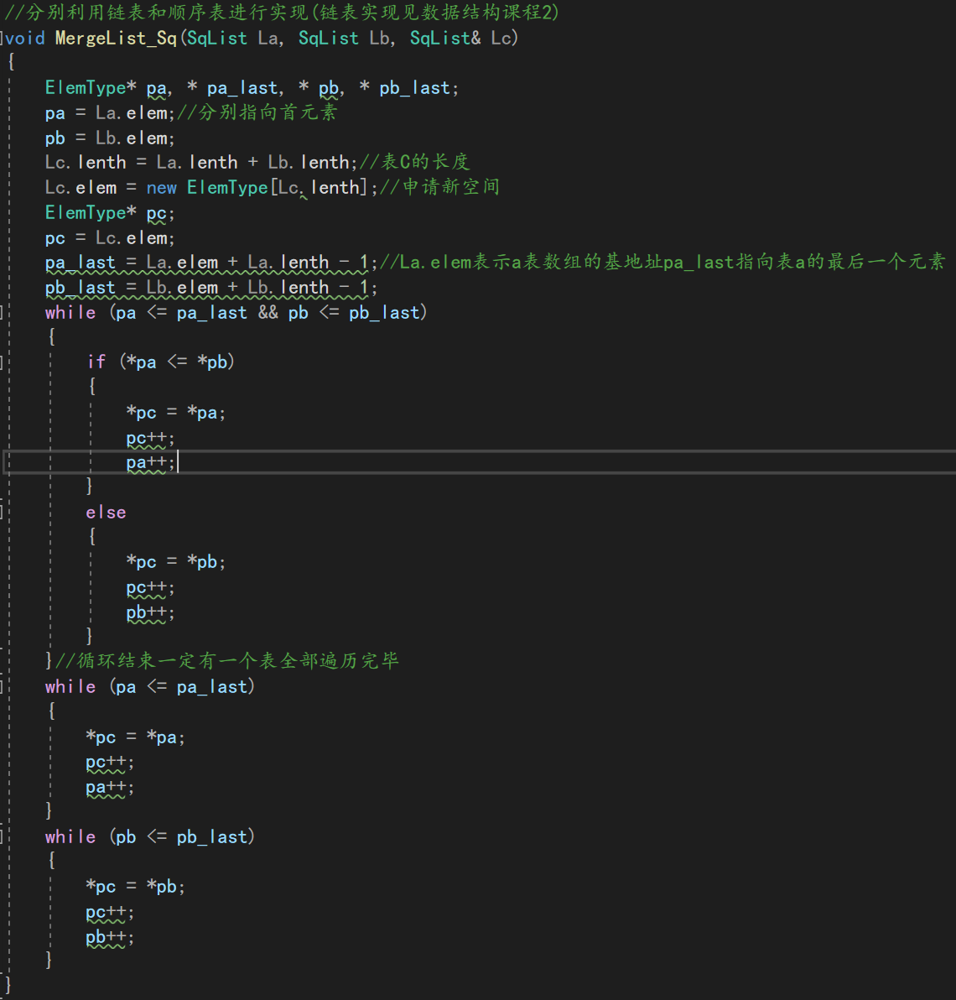 //分别利用链表和顺序表进行实现(链表实现见数据结构课程2)
void MergeList_Sq(SqList La, SqList Lb, SqList& Lc)
{
ElemType* pa, * pa_last, * pb, * pb_last;
pa = La.elem;//分别指向首元素
pb = Lb.elem;
Lc.lenth = La.lenth + Lb.lenth;//表C的长度
Lc.elem = new ElemType[Lc.lenth];//申请新空间
ElemType* pc;
pc = Lc.elem;
pa_last = La.elem + La.lenth - 1;//La.elem表示a表数组的基地址pa_last指向表a的最后一个元素
pb_last = Lb.elem + Lb.lenth - 1;
while (pa <= pa_last && pb <= pb_last)
{
if (*pa <= *pb)
{
*pc = *pa;
pc++;
pa++;
}
else
{
*pc = *pb;
pc++;
pb++;
}
}//循环结束一定有一个表全部遍历完毕
while (pa <= pa_last)
{
*pc = *pa;
pc++;
pa++;
}
while (pb <= pb_last)
{
*pc = *pb;
pc++;
pb++;
}
}